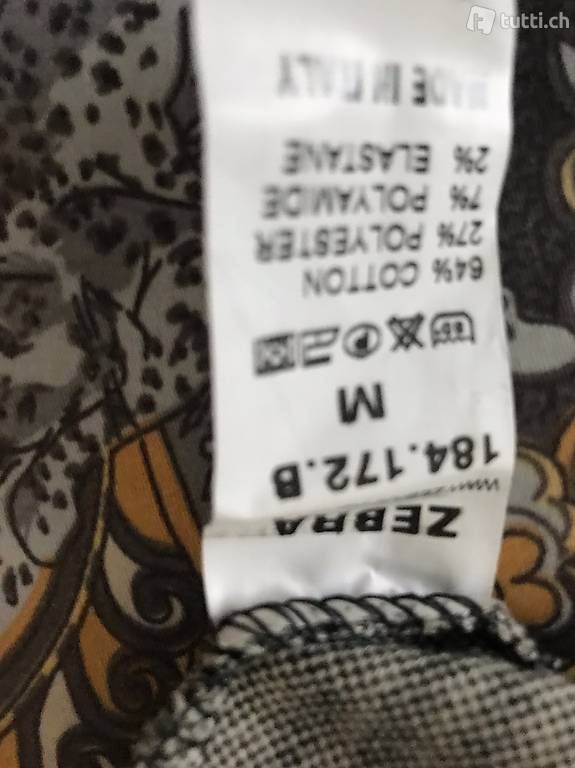 tutti.ch
ZEBRA
184.172.B
M
64% COTTON
27% POLYESTER
7% POLYAMIDE
2% ELASTANE
MADE IN ITALY